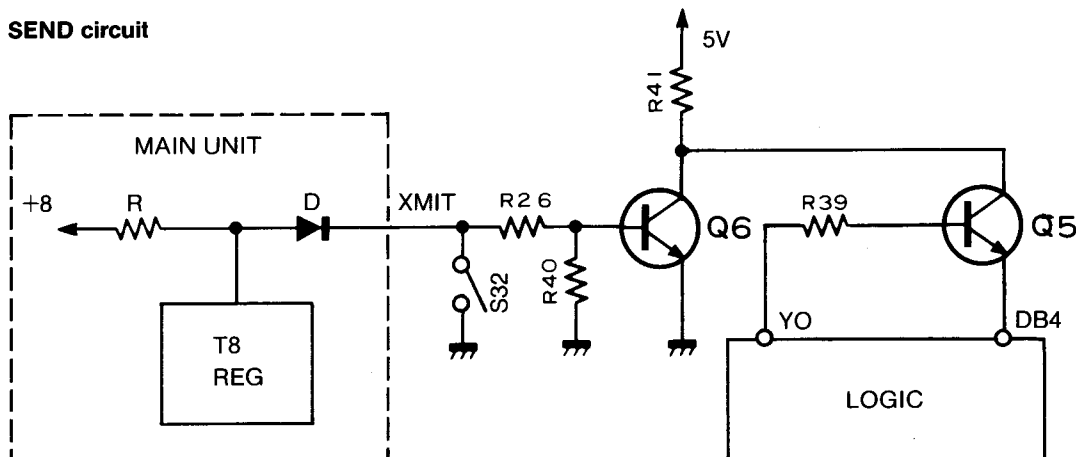 SEND circuit
5V
R41
MAIN UNIT
+8
R
D
XMIT
R26
Q6
R39
Q5
R40
S32
YO
DB4
T8
REG
LOGIC